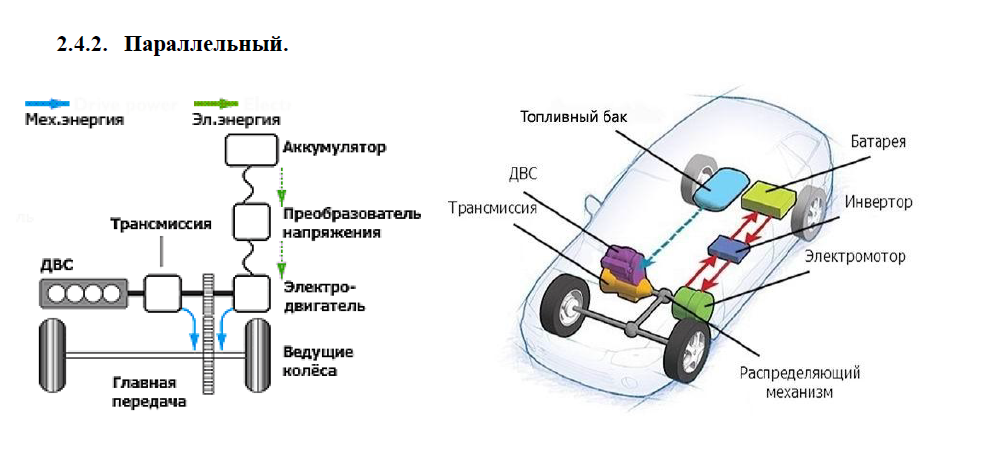 2.4.2. Параллельный.
Мех.энергия
Эл.энергия
Аккумулятор
Преобразователь
напряжения
Трансмиссия
ДВС
Электро-
двигатель
Ведущие
колёса
Главная
передача
Топливный бак
Батарея
ДВС
Трансмиссия
Инвертор
Электромотор
Распределяющий
механизм